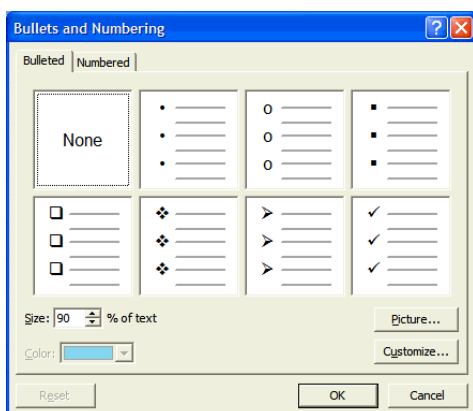 Bullets and Numbering
Bulleted Numbered
None
Size: 90 % of text
Picture...
Color:
Customize...
Reset OK Cancel